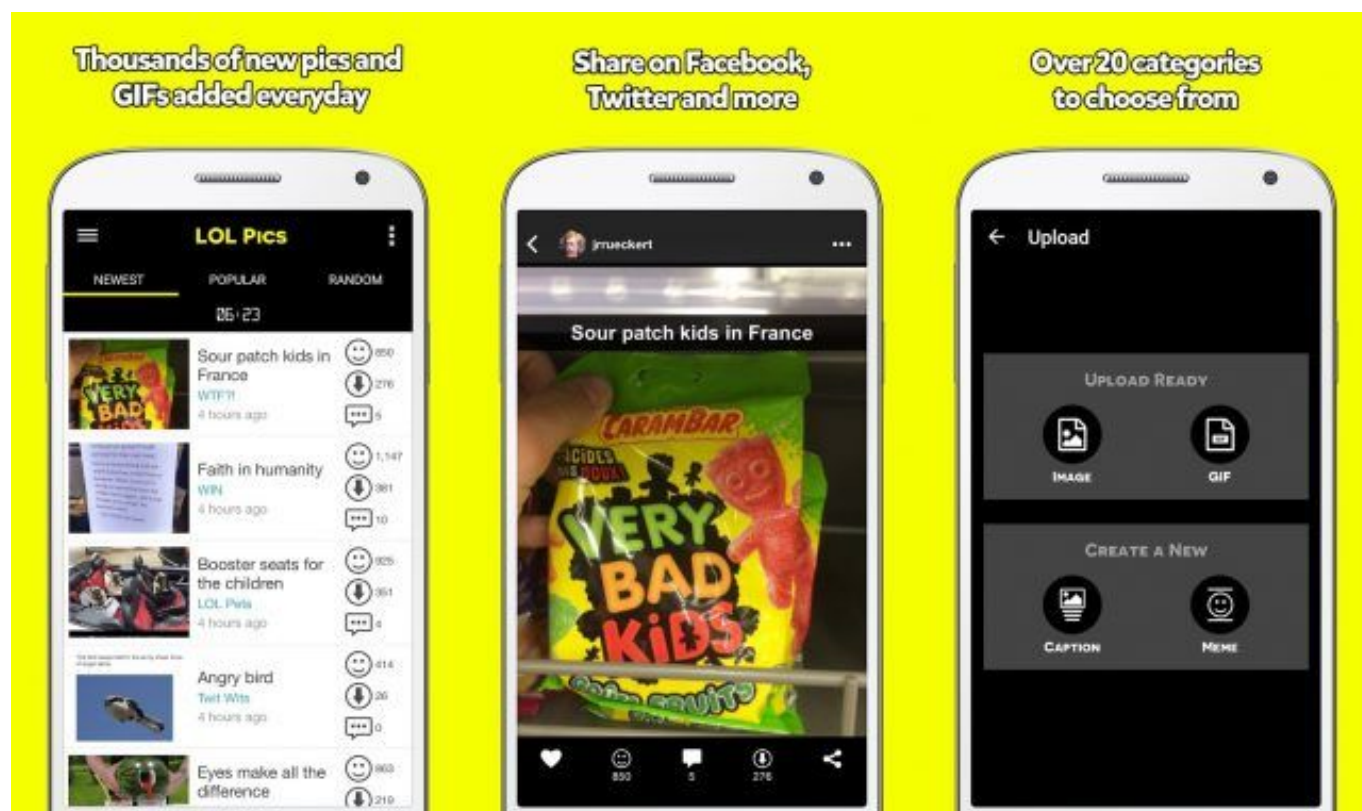 Thousands of new pics and
GIFs added everyday
LOL PICS
NEWEST
POPULAR
RANDOM
06:23
Sour patch kids in
France
WTF?!
4 hours ago
850
276
5
Faith in humanity
WIN
4 hours ago
1,147
381
10
Booster seats for
the children
LOL Pets
4 hours ago
925
351
4
Angry bird
Twit Wits
4 hours ago
414
26
0
Eyes make all the
difference
863
219
Share on Facebook,
Twitter and more
jrrueckert
Sour patch kids in France
CARAMBAR
VERY
BAD
KiDS
850
5
276
Over 20 categories
to choose from
Upload
UPLOAD READY
IMAGE
GIF
CREATE A NEW
CAPTION
MEME